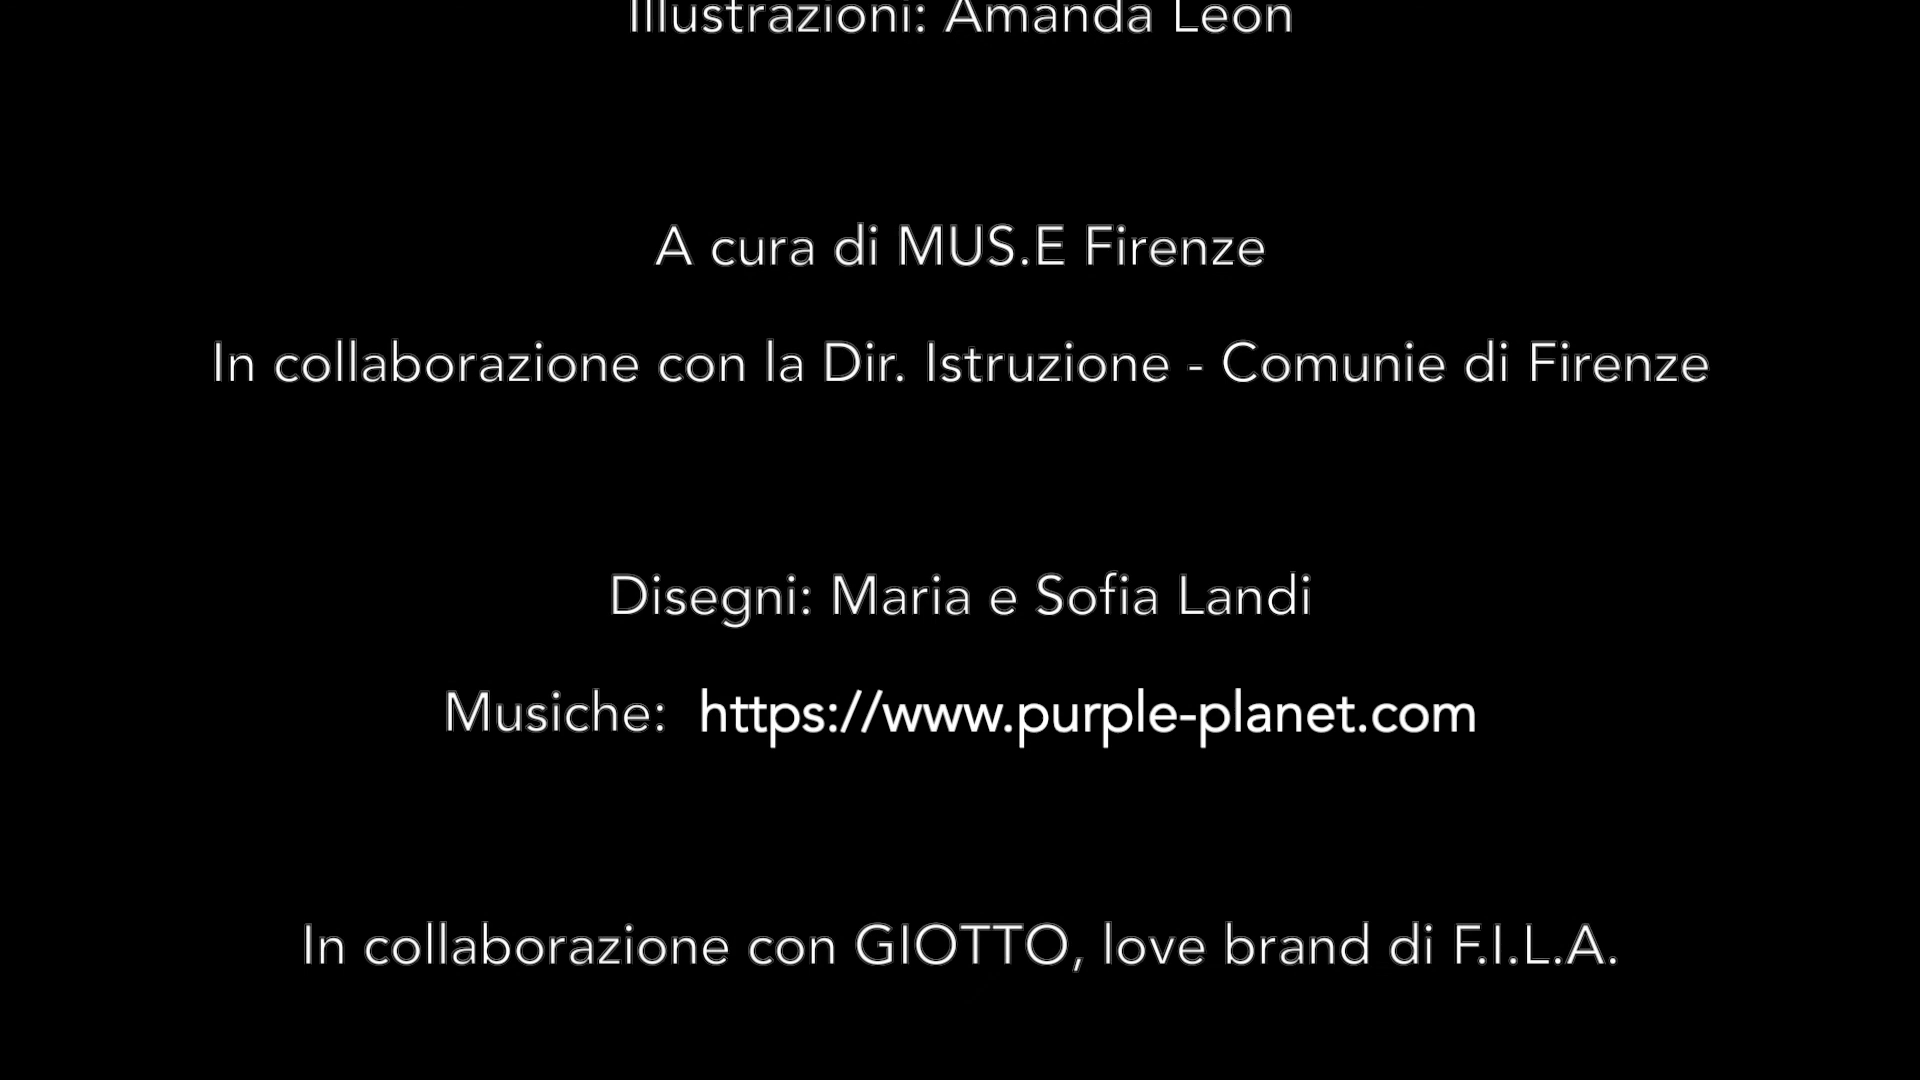 Illustrazioni: Amanda Leon
A cura di MUS.E Firenze
In collaborazione con la Dir. Istruzione - Comunie di Firenze
Disegni: Maria e Sofia Landi
Musiche: https://www.purple-planet.com
In collaborazione con GIOTTO, love brand di F.I.L.A.